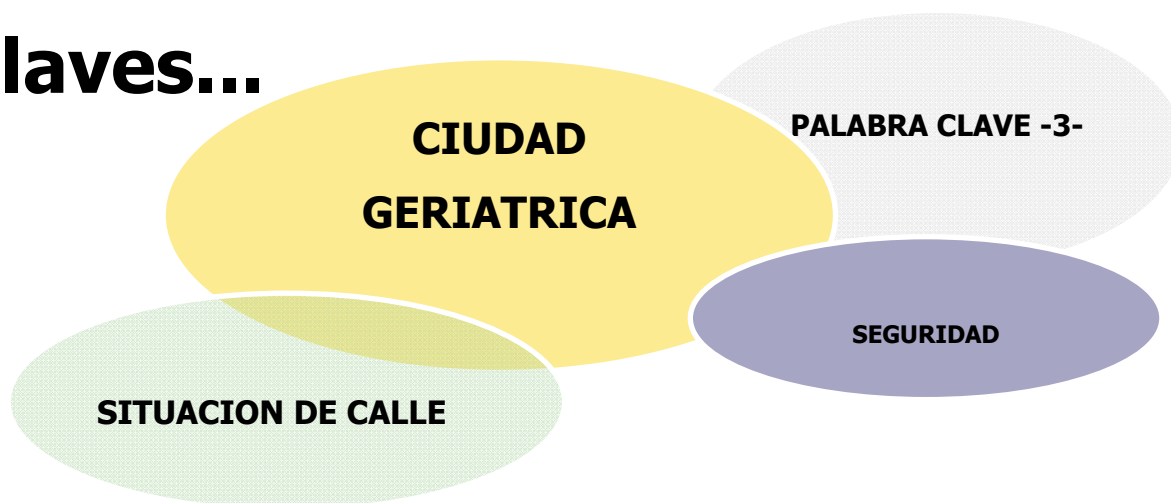 laves...
CIUDAD
GERIATRICA
PALABRA CLAVE -3-
SEGURIDAD
SITUACION DE CALLE